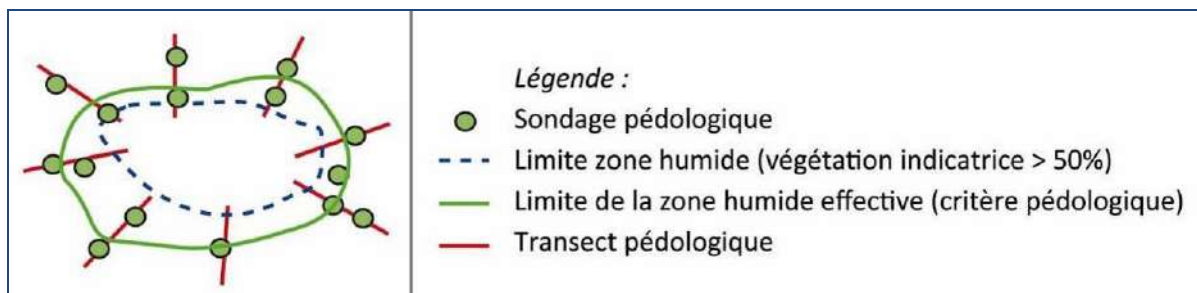 Légende :
Sondage pédologique
Limite zone humide (végétation indicatrice > 50%)
Limite de la zone humide effective (critère pédologique)
Transect pédologique